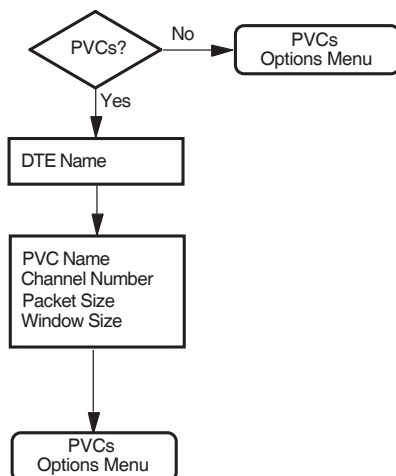 PVCs?
No
PVCs
Options Menu
Yes
DTE Name
PVC Name
Channel Number
Packet Size
Window Size
PVCs
Options Menu